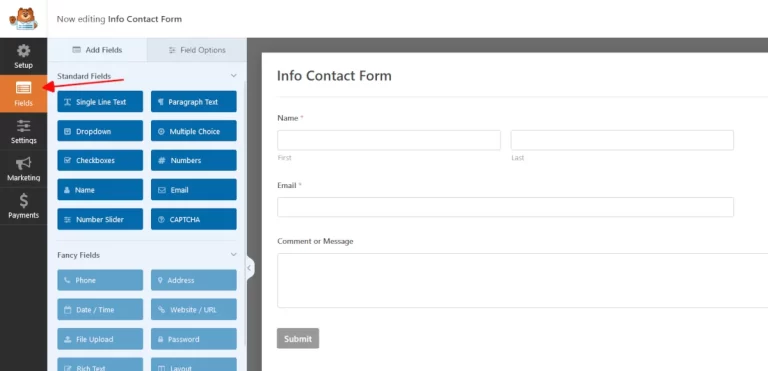 Now editing Info Contact Form
Setup
Fields
Settings
Marketing
Payments
Add Fields
Field Options
Standard Fields
Single Line Text
Paragraph Text
Dropdown
Multiple Choice
Checkboxes
Numbers
Name
Email
Number Slider
CAPTCHA
Fancy Fields
Phone
Address
Date / Time
Website / URL
File Upload
Password
Rich Text
Layout
Info Contact Form
Name *
First
Last
Email *
Comment or Message
Submit